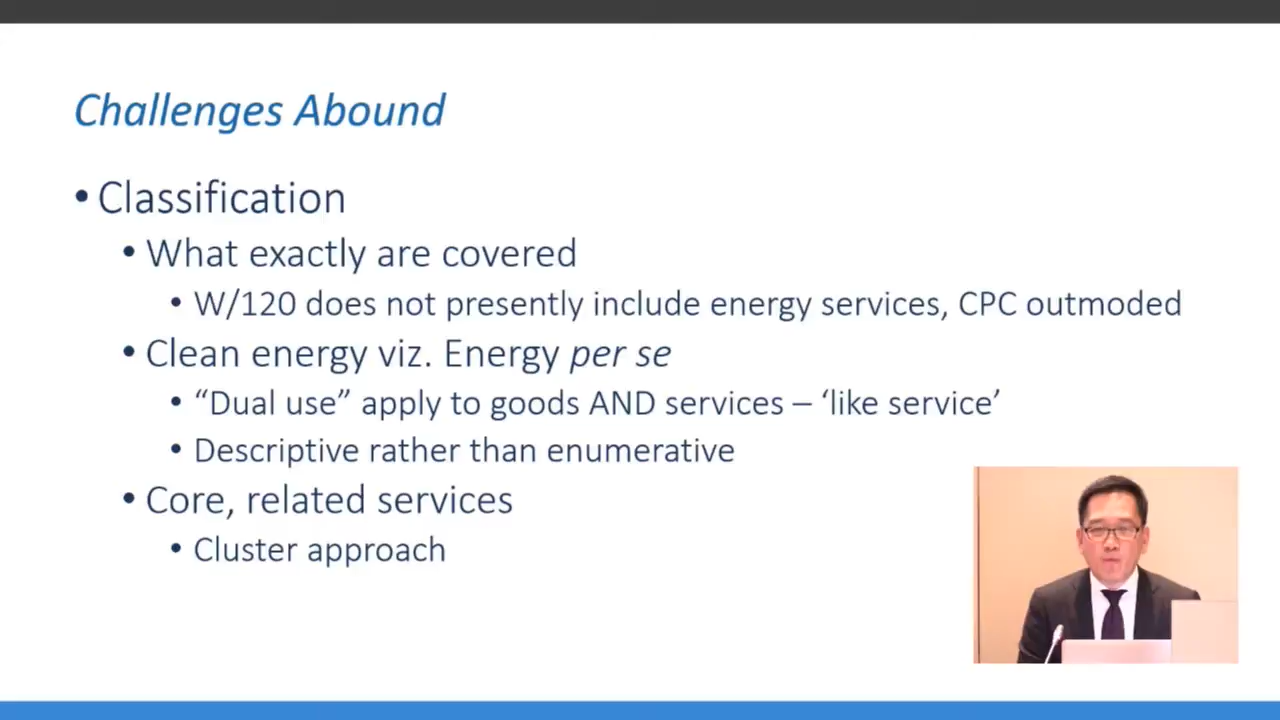 Challenges Abound
• Classification
• What exactly are covered
• W/120 does not presently include energy services, CPC outmoded
• Clean energy viz. Energy per se
• “Dual use” apply to goods AND services – ‘like service’
• Descriptive rather than enumerative
• Core, related services
• Cluster approach